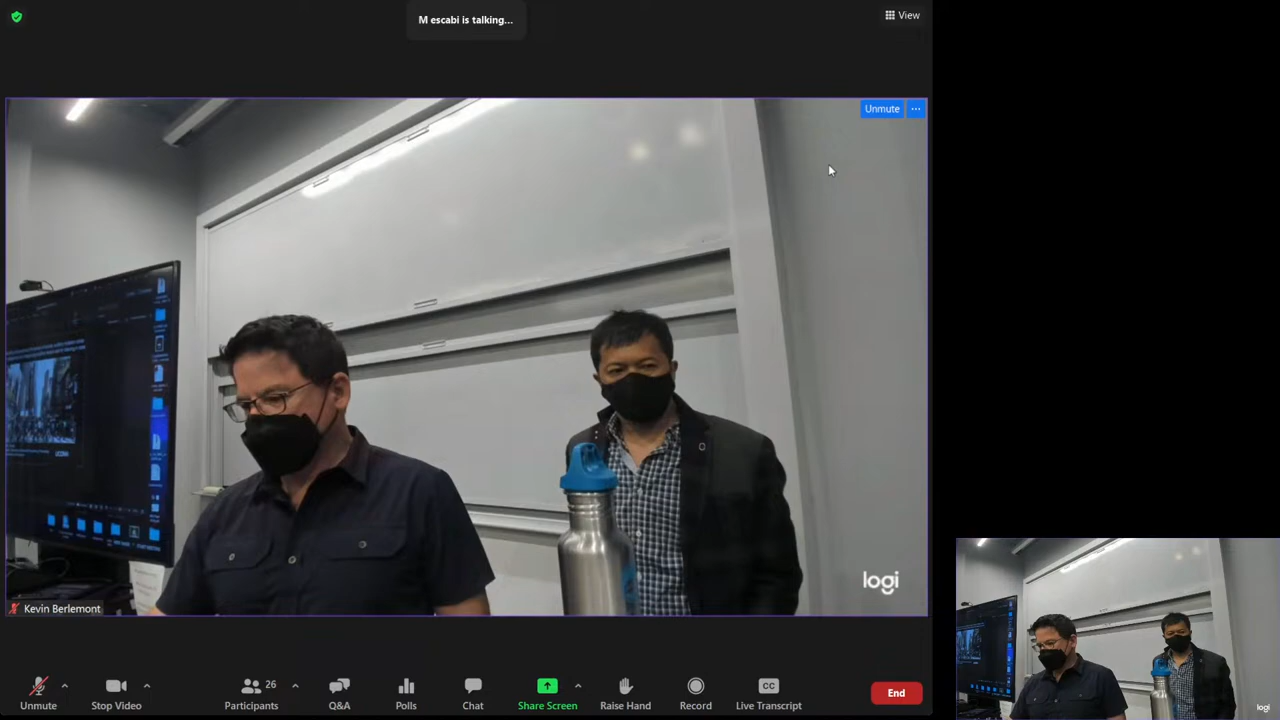 M escabi is talking...
View
Unmute
...
logi
Kevin Berlemont
UCONN
Unmute
Stop Video
26
Participants
Q&A
Polls
Chat
Share Screen
Raise Hand
Record
CC
Live Transcript
End
logi